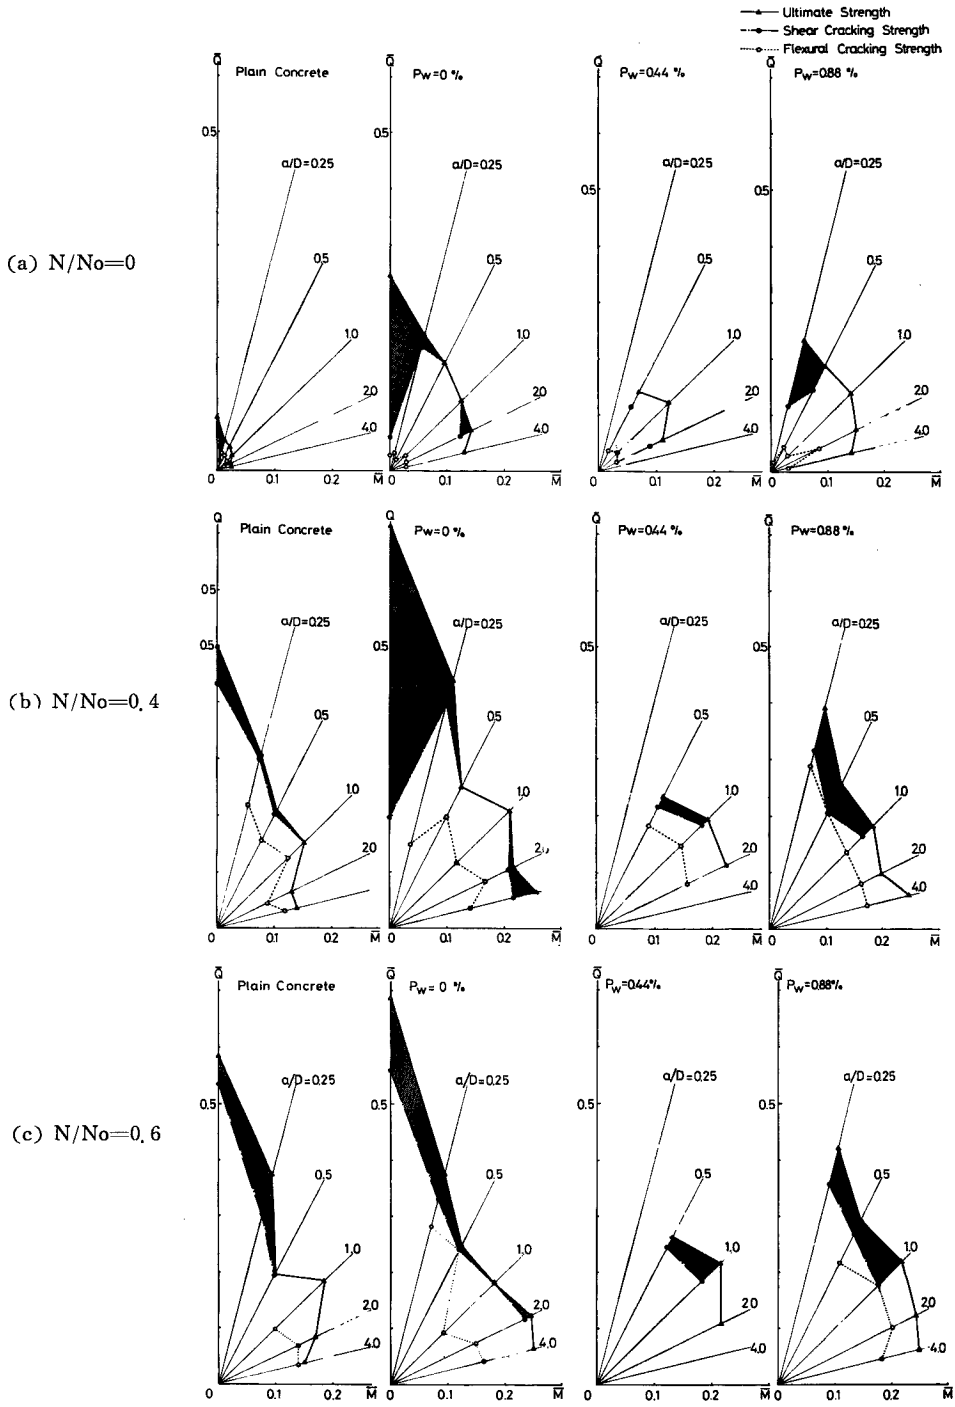 Ultimate Strength
Shear Cracking Strength
Flexural Cracking Strength
(a) N/No=0
Q̄ Plain Concrete 0.5 a/D=0.25 0.5 1.0 2.0 4.0 0 0.1 0.2 M̄
Q̄ Pw=0 % 0.5 a/D=0.25 0.5 1.0 2.0 4.0 0 0.1 0.2 M̄
Q̄ Pw=0.44 % 0.5 a/D=0.25 0.5 1.0 2.0 4.0 0 0.1 0.2 M̄
Q̄ Pw=0.88 % 0.5 a/D=0.25 0.5 1.0 2.0 4.0 0 0.1 0.2 M̄
(b) N/No=0.4
Q Plain Concrete 0.5 0.5 a/D=0.25 0.5 1.0 2.0 0 0.1 0.2 M̄
Q Pw=0 % a/D=0.25 0.5 1.0 2.0 4.0 0 0.1 0.2 M̄
Q̄ Pw=0.44 % 0.5 a/D=0.25 0.5 1.0 2.0 4.0 0 0.1 0.2 M̄
Q̄ Pw=0.88 % 0.5 a/D=0.25 0.5 1.0 2.0 4.0 0 0.1 0.2 M̄
(c) N/No=0.6
Q̄ Plain Concrete 0.5 a/D=0.25 0.5 1.0 2.0 4.0 0 0.1 0.2 M̄
Q̄ Pw=0 % 0.5 a/D=0.25 0.5 1.0 2.0 4.0 0 0.1 0.2 M̄
Q̄ Pw=0.44% 0.5 a/D=0.25 0.5 1.0 2.0 4.0 0 0.1 0.2 M̄
Q̄ Pw=0.88% 0.5 a/D=0.25 0.5 1.0 2.0 4.0 0 0.1 0.2 M̄